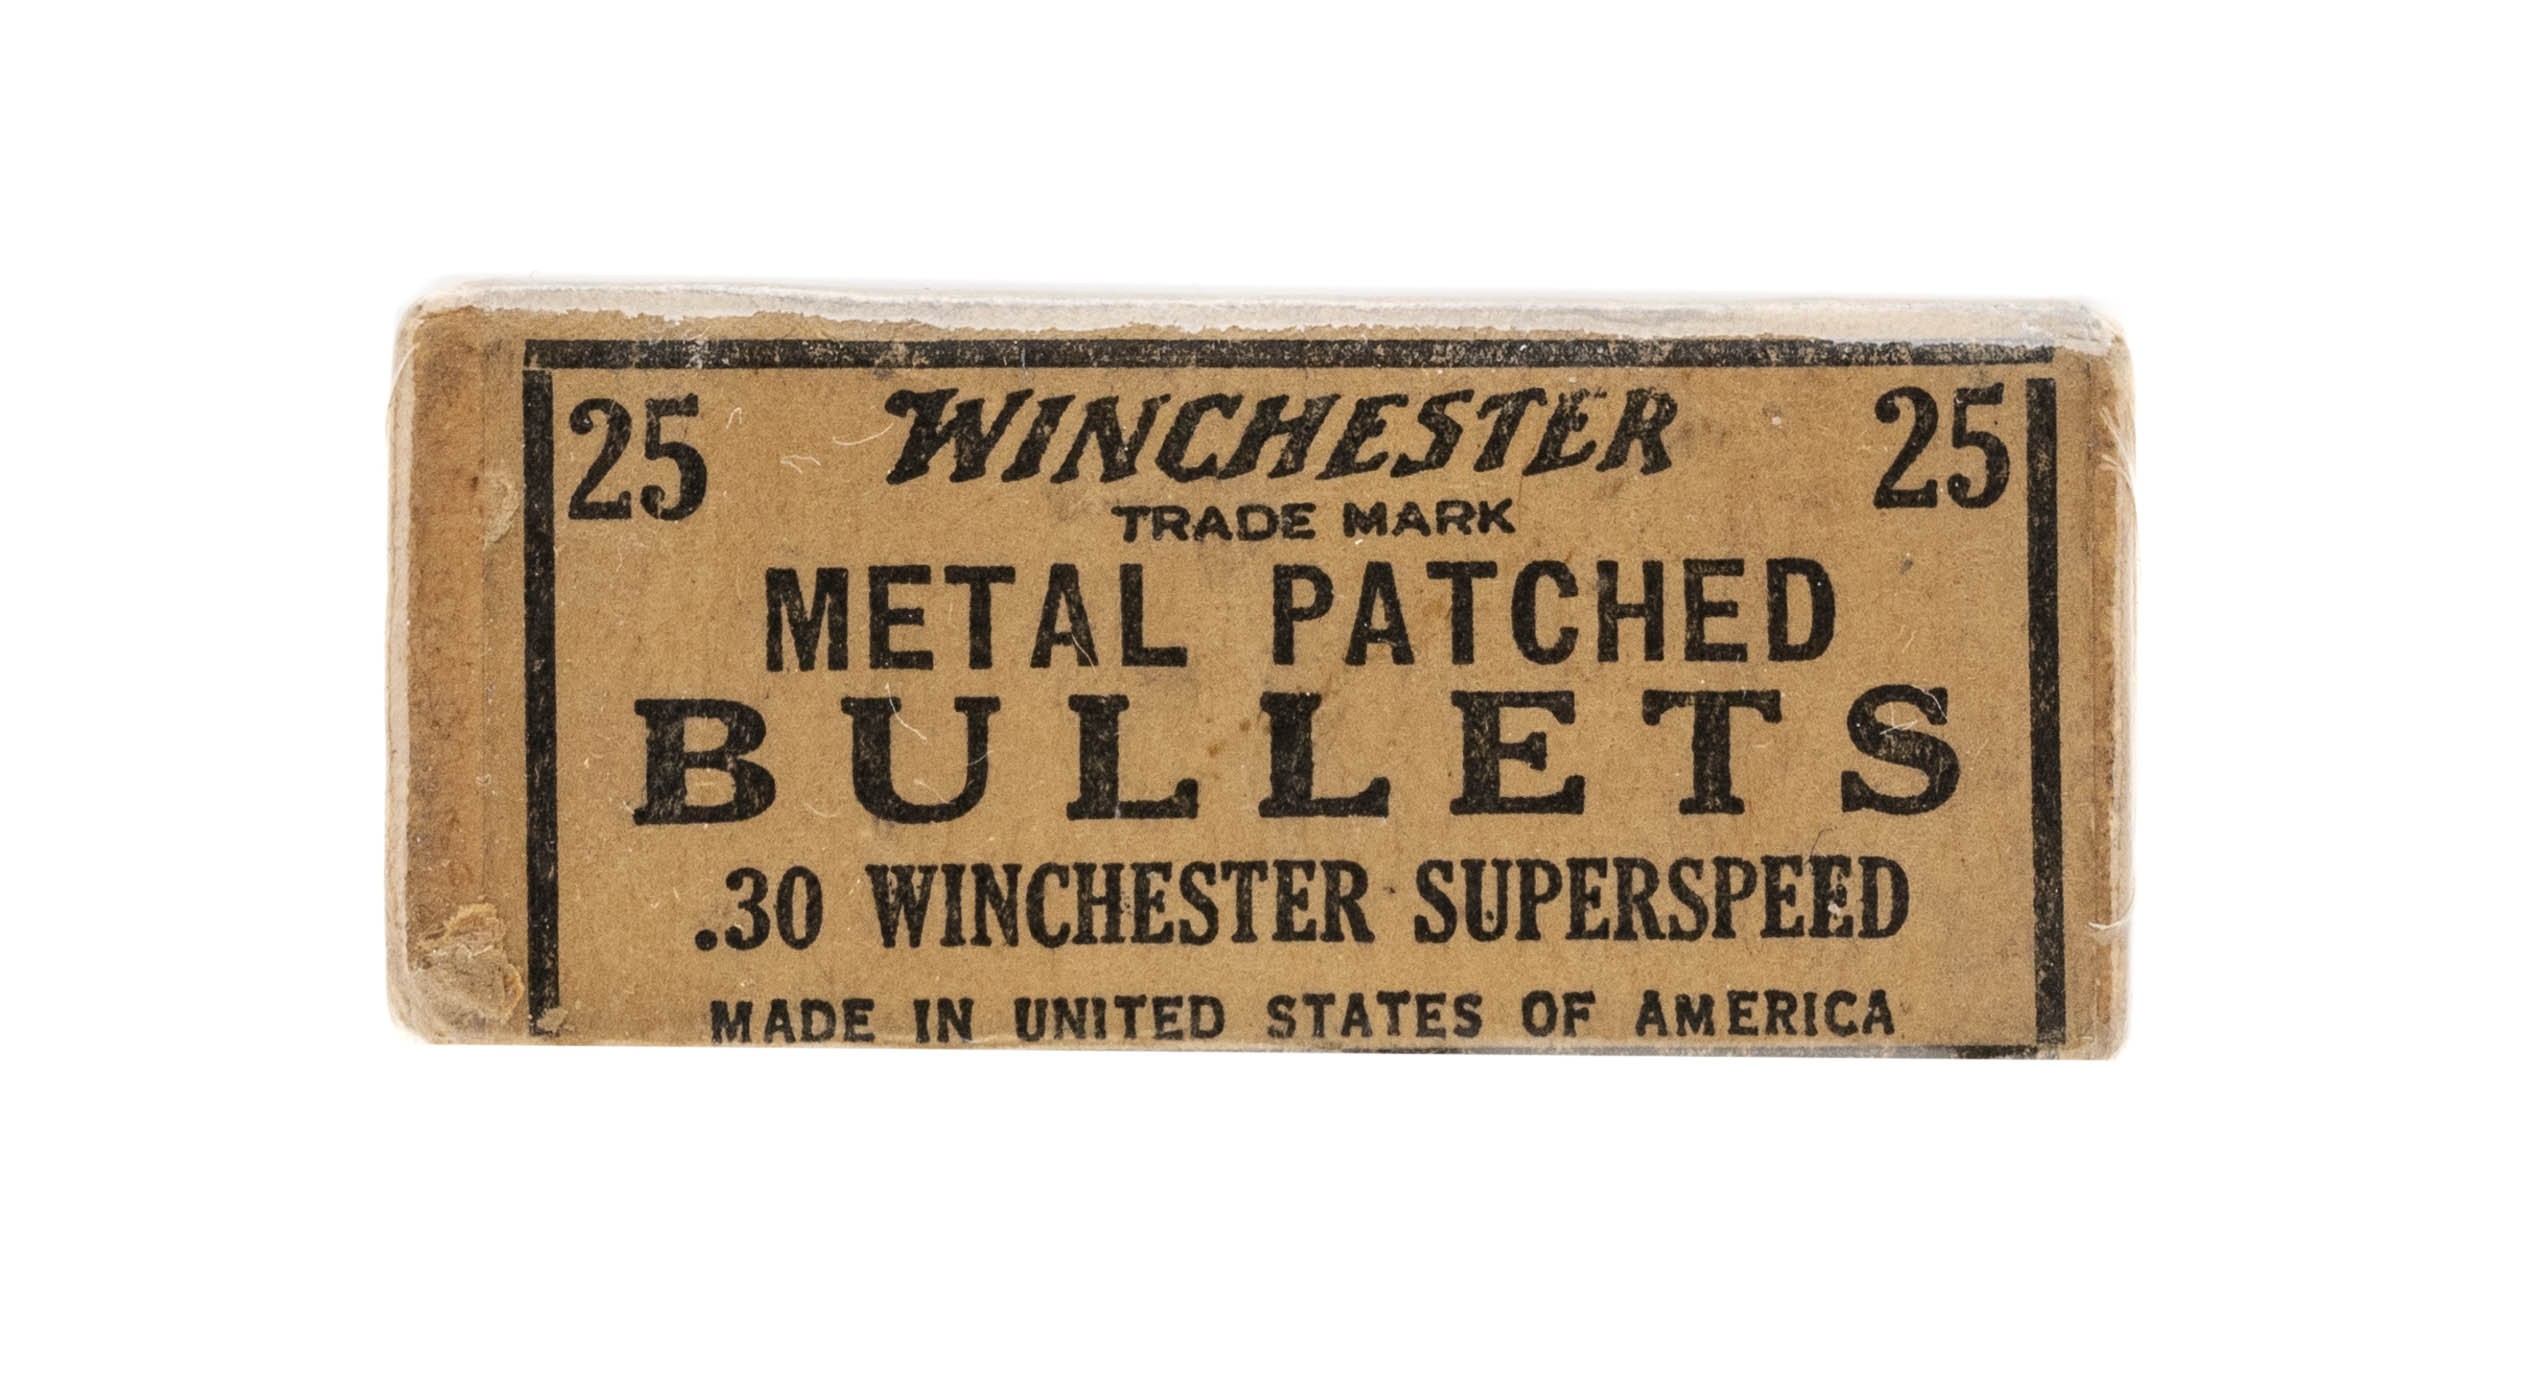 25 WINCHESTER 25
TRADE MARK
METAL PATCHED
BULLETS
.30 WINCHESTER SUPERSPEED
MADE IN UNITED STATES OF AMERICA